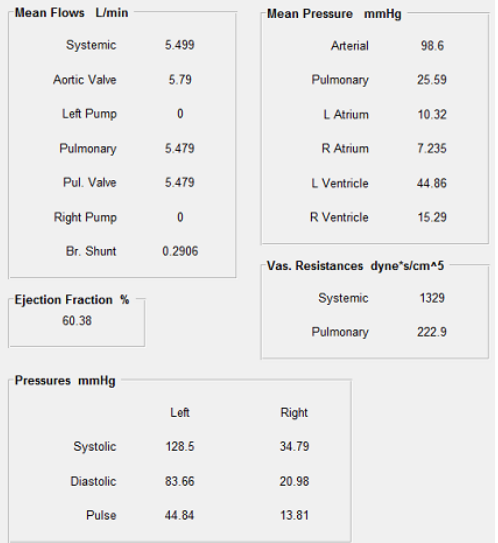 Mean Flows L/min
Systemic 5.499
Aortic Valve 5.79
Left Pump 0
Pulmonary 5.479
Pul. Valve 5.479
Right Pump 0
Br. Shunt 0.2906
Ejection Fraction %
60.38
Mean Pressure mmHg
Arterial 98.6
Pulmonary 25.59
L Atrium 10.32
R Atrium 7.235
L Ventricle 44.86
R Ventricle 15.29
Vas. Resistances dyne*s/cm^5
Systemic 1329
Pulmonary 222.9
Pressures mmHg
Left Right
Systolic 128.5 34.79
Diastolic 83.66 20.98
Pulse 44.84 13.81